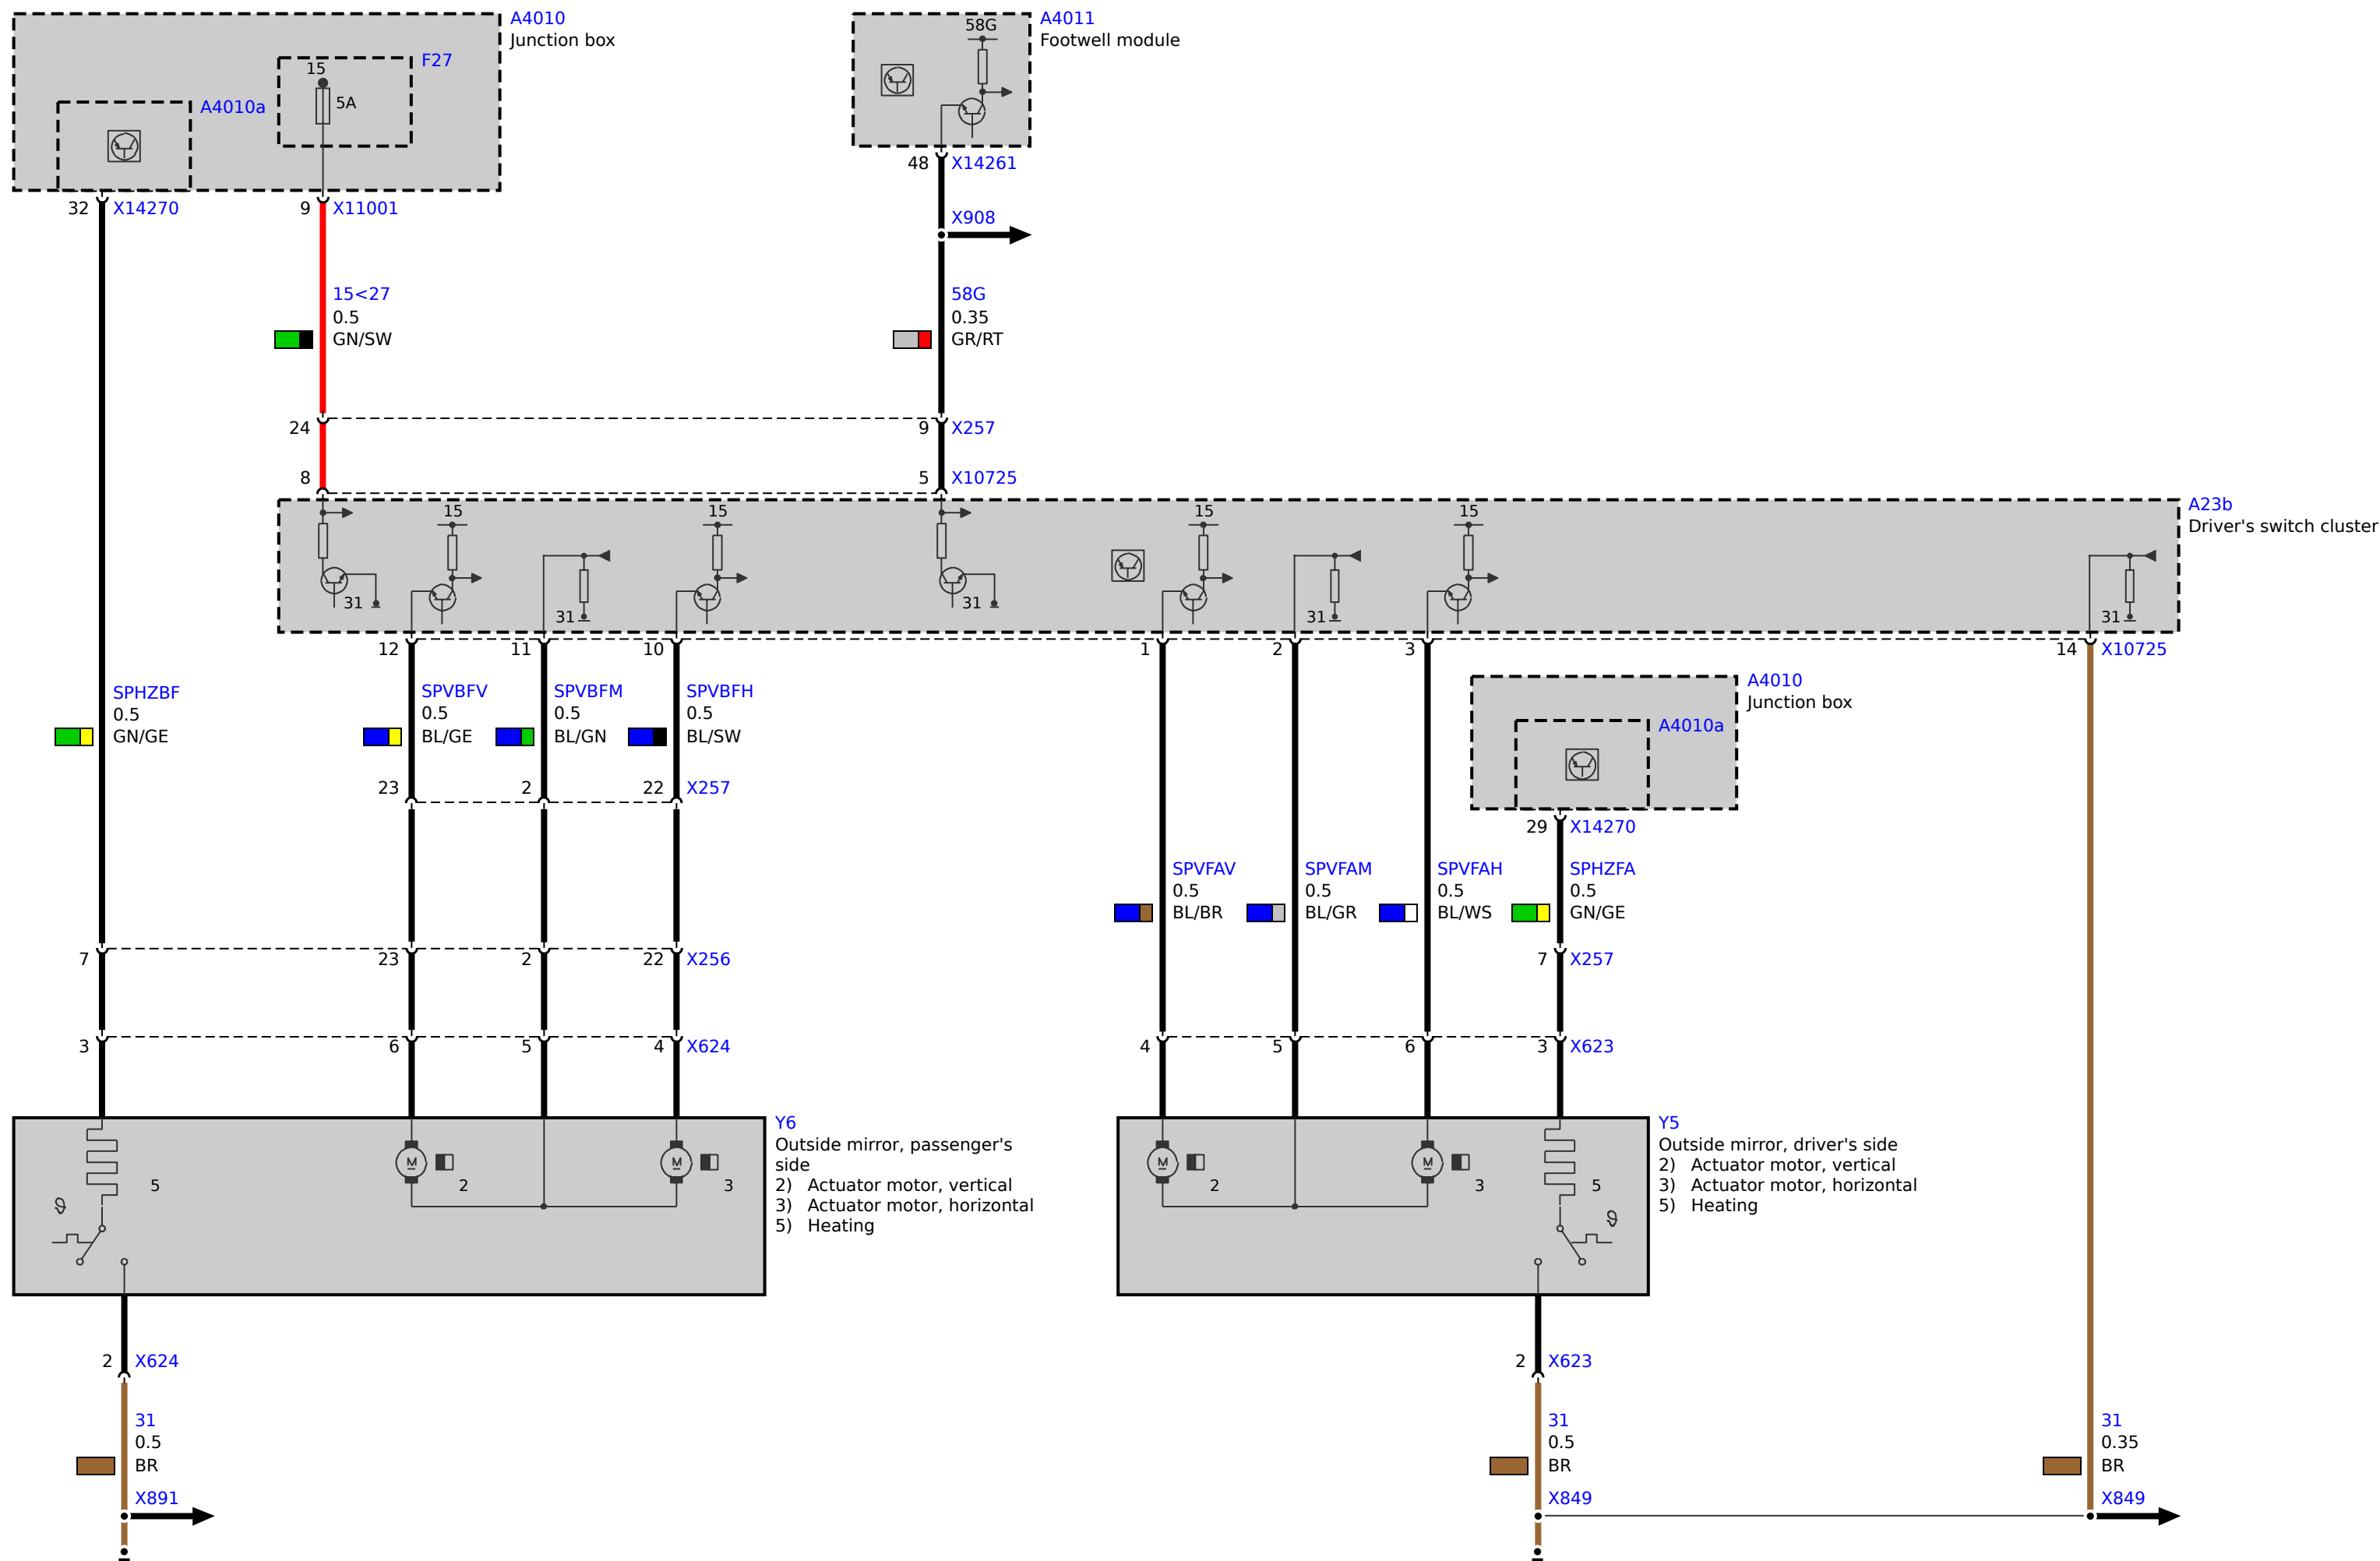 A4010
Junction box
F27
15
5A
A4010a
A4011
Footwell module
58G
48 X14261
32 X14270
9 X11001
X908
15<27
0.5
GN/SW
58G
0.35
GR/RT
24
9 X257
8
5 X10725
A23b
Driver's switch cluster
15
15
15
15
31
31
31
31
31
12
11
10
1
2
3
14 X10725
SPHZBF
0.5
GN/GE
SPVBFV
0.5
BL/GE
SPVBFM
0.5
BL/GN
SPVBFH
0.5
BL/SW
A4010
Junction box
A4010a
23
2
22 X257
29 X14270
SPVFAV
0.5
BL/BR
SPVFAM
0.5
BL/GR
SPVFAH
0.5
BL/WS
SPHZFA
0.5
GN/GE
7
23
2
22 X256
7 X257
3
6
5
4 X624
4
5
6
3 X623
Y6
Outside mirror, passenger's
side
2) Actuator motor, vertical
3) Actuator motor, horizontal
5) Heating
5
ϑ
M
2
M
3
Y5
Outside mirror, driver's side
2) Actuator motor, vertical
3) Actuator motor, horizontal
5) Heating
M
2
M
3
5
ϑ
2 X624
31
0.5
BR
X891
2 X623
31
0.5
BR
X849
31
0.35
BR
X849